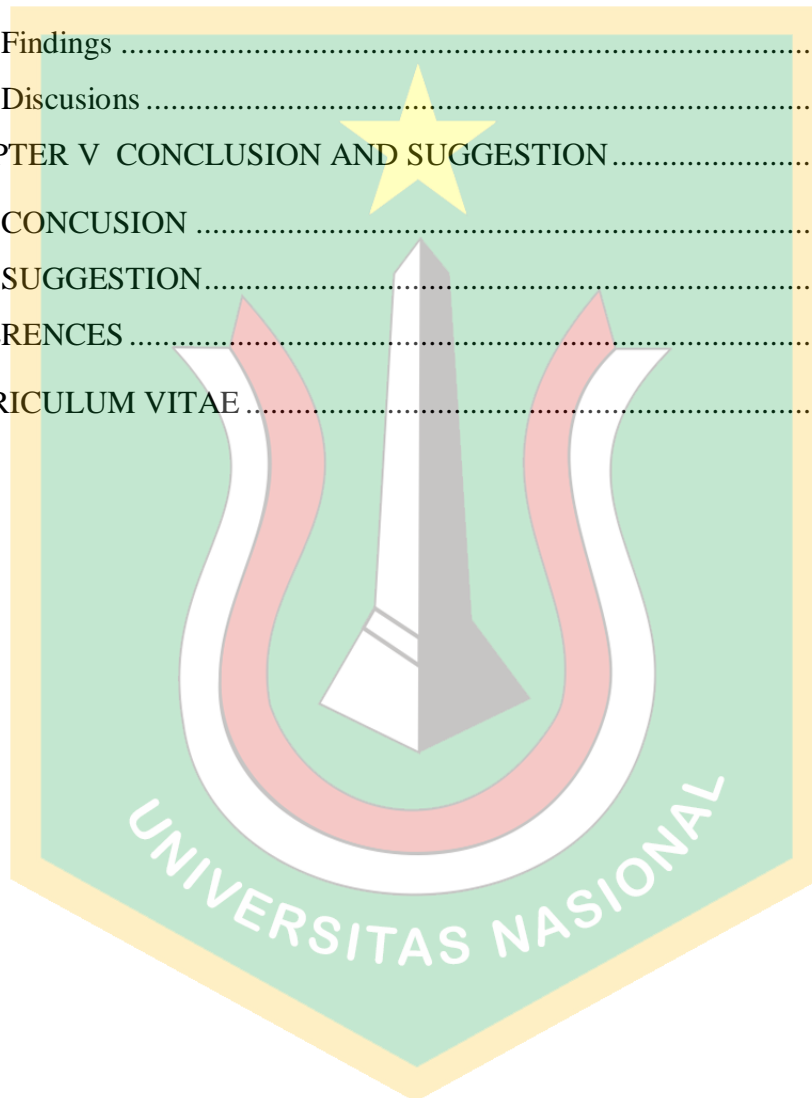 Findings ........................................................................................
Discusions .....................................................................................
PTER V  CONCLUSION AND SUGGESTION .........................
CONCUSION ..............................................................................
SUGGESTION .............................................................................
RENCES ......................................................................................
RICULUM VITAE .......................................................................
UNIVERSITAS NASIONAL